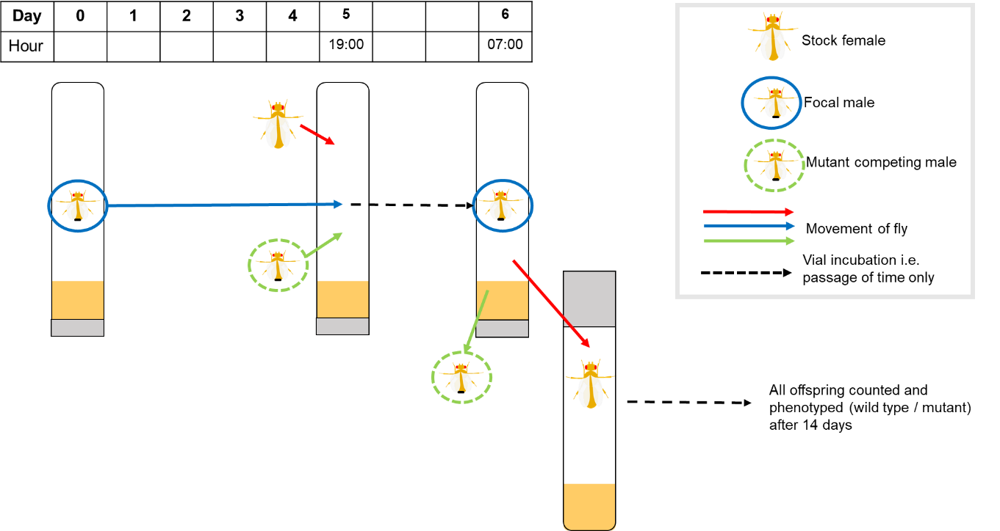 Day 0 1 2 3 4 5 6
Hour 19:00 07:00
Stock female
Focal male
Mutant competing male
Movement of fly
Vial incubation i.e.
passage of time only
All offspring counted and
phenotyped (wild type / mutant)
after 14 days